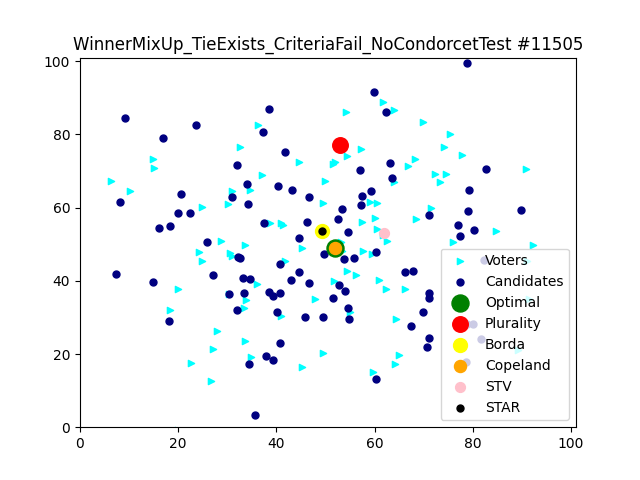 WinnerMixUp_TieExists_CriteriaFail_NoCondorcetTest #11505
100
80
60
40
20
0
0 20 40 60 80 100
Voters
Candidates
Optimal
Plurality
Borda
Copeland
STV
STAR